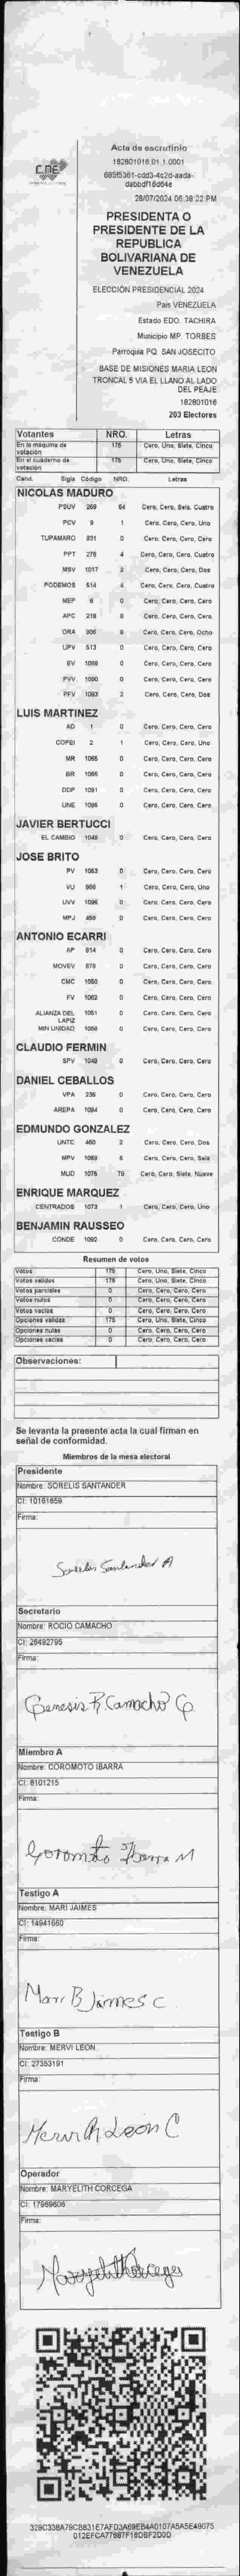 CNE
Acta de escrutinio
182801016.01.1.0001
685f5361-cdd3-4c2d-aada-
dabbdf16d64e
28/07/2024 06:38:22 PM
PRESIDENTA O
PRESIDENTE DE LA
REPUBLICA
BOLIVARIANA DE
VENEZUELA
ELECCIÓN PRESIDENCIAL 2024
Pais VENEZUELA
Estado EDO. TACHIRA
Municipio MP. TORBES
Parroquia PQ. SAN JOSECITO
BASE DE MISIONES MARIA LEON
TRONCAL 5 VIA EL LLANO AL LADO
DEL PEAJE
182801016
203 Electores
Votantes NRO. Letras
En la máquina de votación 175 Cero, Uno, Siete, Cinco
En el cuaderno de votación 175 Cero, Uno, Siete, Cinco
Cand. Sigla Código NRO. Letras
NICOLAS MADURO
PSUV 269 64 Cero, Cero, Seis, Cuatro
PCV 9 1 Cero, Cero, Cero, Uno
TUPAMARO 931 0 Cero, Cero, Cero, Cero
PPT 276 4 Cero, Cero, Cero, Cuatro
MSV 1017 2 Cero, Cero, Cero, Dos
PODEMOS 514 4 Cero, Cero, Cero, Cuatro
MEP 6 0 Cero, Cero, Cero, Cero
APC 219 0 Cero, Cero, Cero, Cero
ORA 906 8 Cero, Cero, Cero, Ocho
UPV 513 0 Cero, Cero, Cero, Cero
EV 1089 0 Cero, Cero, Cero, Cero
PVV 1090 0 Cero, Cero, Cero, Cero
PFV 1093 2 Cero, Cero, Cero, Dos
LUIS MARTINEZ
AD 1 0 Cero, Cero, Cero, Cero
COPEI 2 1 Cero, Cero, Cero, Uno
MR 1065 0 Cero, Cero, Cero, Cero
BR 1066 0 Cero, Cero, Cero, Cero
DDP 1091 0 Cero, Cero, Cero, Cero
UNE 1095 0 Cero, Cero, Cero, Cero
JAVIER BERTUCCI
EL CAMBIO 1046 0 Cero, Cero, Cero, Cero
JOSE BRITO
PV 1053 0 Cero, Cero, Cero, Cero
VU 966 1 Cero, Cero, Cero, Uno
UVV 1096 0 Cero, Cero, Cero, Cero
MPJ 468 0 Cero, Cero, Cero, Cero
ANTONIO ECARRI
AP 814 0 Cero, Cero, Cero, Cero
MOVEV 878 0 Cero, Cero, Cero, Cero
CMC 1050 0 Cero, Cero, Cero, Cero
FV 1062 0 Cero, Cero, Cero, Cero
ALIANZA DEL LAPIZ 1051 0 Cero, Cero, Cero, Cero
MIN UNIDAD 1058 0 Cero, Cero, Cero, Cero
CLAUDIO FERMIN
SPV 1049 0 Cero, Cero, Cero, Cero
DANIEL CEBALLOS
VPA 236 0 Cero, Cero, Cero, Cero
AREPA 1094 0 Cero, Cero, Cero, Cero
EDMUNDO GONZALEZ
UNTC 460 2 Cero, Cero, Cero, Dos
MPV 1069 6 Cero, Cero, Cero, Seis
MUD 1076 79 Cero, Cero, Siete, Nueve
ENRIQUE MARQUEZ
CENTRADOS 1073 1 Cero, Cero, Cero, Uno
BENJAMIN RAUSSEO
CONDE 1092 0 Cero, Cero, Cero, Cero
Resumen de votos
Votos 175 Cero, Uno, Siete, Cinco
Votos validos 175 Cero, Uno, Siete, Cinco
Votos parciales 0 Cero, Cero, Cero, Cero
Votos nulos 0 Cero, Cero, Cero, Cero
Votos vacios 0 Cero, Cero, Cero, Cero
Opciones validas 175 Cero, Uno, Siete, Cinco
Opciones nulas 0 Cero, Cero, Cero, Cero
Opciones vacias 0 Cero, Cero, Cero, Cero
Observaciones:
Se levanta la presente acta la cual firman en
señal de conformidad.
Miembros de la mesa electoral
Presidente
Nombre: SORELIS SANTANDER
CI: 10161659
Firma:
Sorelis Santander A
Secretario
Nombre: ROCIO CAMACHO
CI: 26492795
Firma:
Genesis R. Camacho G
Miembro A
Nombre: COROMOTO IBARRA
CI: 8101215
Firma:
Coromoto Ibarra M
Testigo A
Nombre: MARI JAIMES
CI: 14941660
Firma:
Mari B Jaimes C
Testigo B
Nombre: MERVI LEON
CI: 27353191
Firma:
Mervi R Leon C
Operador
Nombre: MARYELITH CORCEGA
CI: 17969606
Firma:
Maryelith Corcega
329C338A79CB831E7AFD3A69EB4A0107A5A5E49075
012EFCA77687F16DBF2D0D